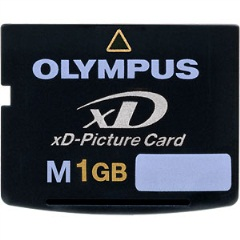 OLYMPUS
xD
xD-Picture Card
M 1GB